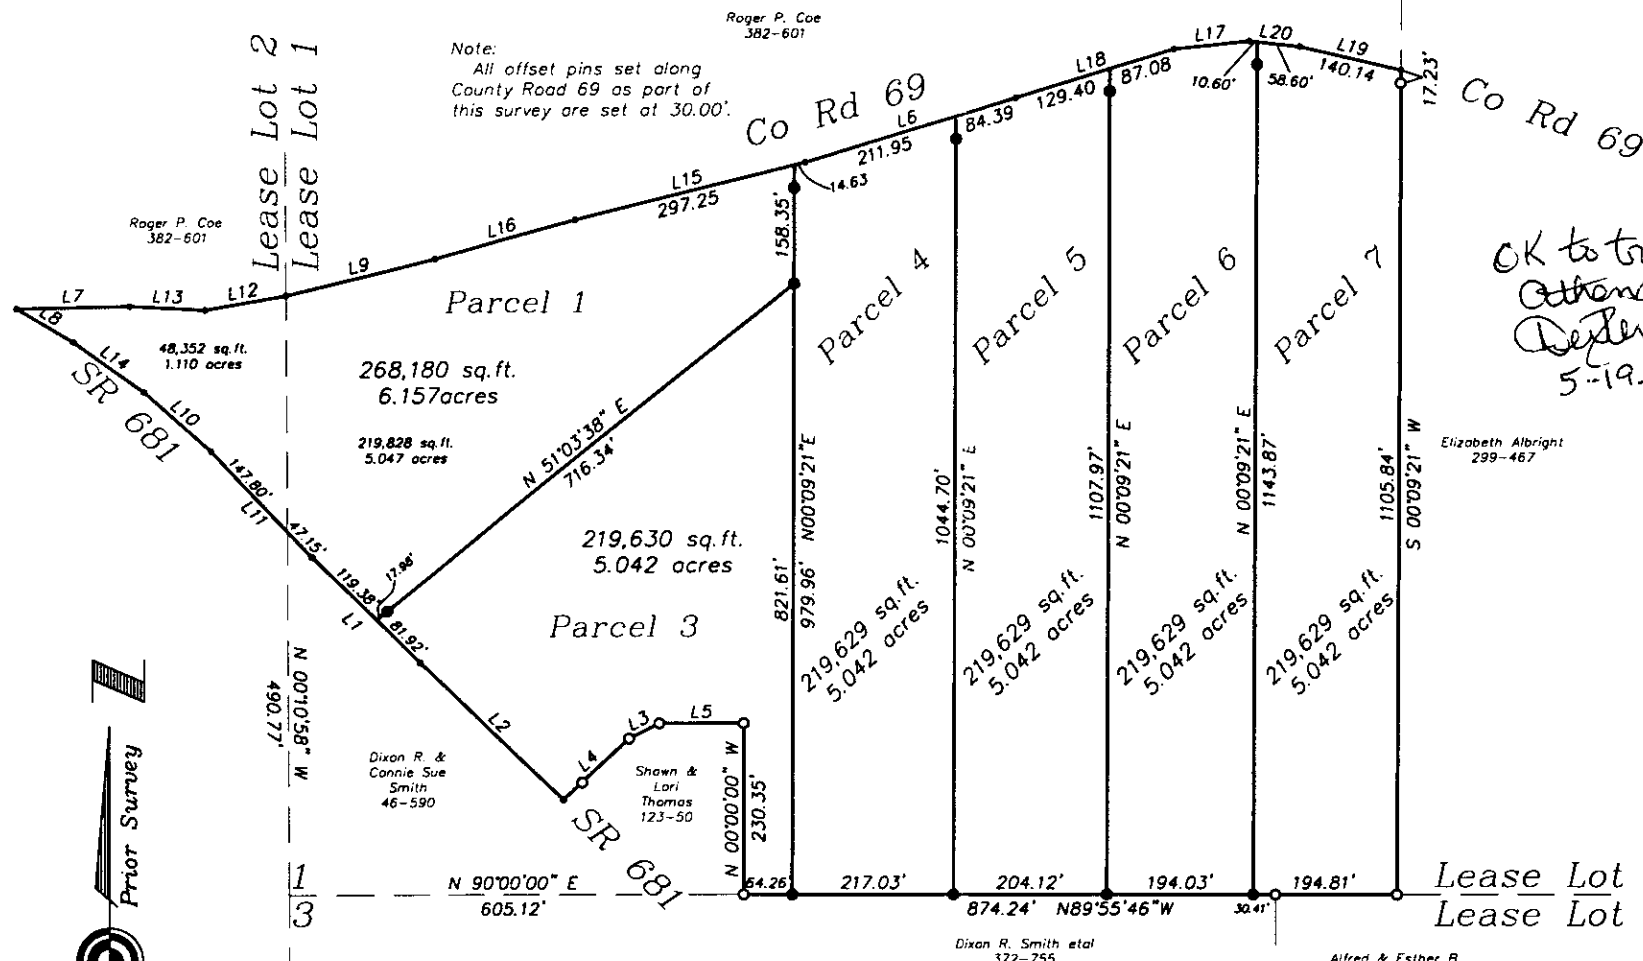 Roger P. Coe
382-601
Note:
All offset pins set along
County Road 69 as part of
this survey are set at 30.00'.
Lease Lot 2
Lease Lot 1
Co Rd 69
Co Rd 69
L17
L20
L19
140.14
17.23'
10.60'
58.60'
L18
87.08
129.40
84.39
L6
211.95
14.63
L15
297.25
L16
L9
L12
L13
L7
L8
L14
L10
Roger P. Coe
382-601
48,352 sq.ft.
1.110 acres
SR 681
Parcel 1
268,180 sq.ft.
6.157acres
219,828 sq.ft.
5.047 acres
158.35'
N 51°03'38" E
716.34'
Parcel 4
Parcel 5
Parcel 6
Parcel 7
OK to
5-19.
Elizabeth Albright
299-467
147.80'
L11
47.15'
119.38'
17.98'
L1
81.92'
219,630 sq.ft.
5.042 acres
Parcel 3
821.61'
979.96' N00°09'21"E
1044.70'
N 00°09'21" E
1107.97'
N 00°09'21" E
N 00°09'21" E
1143.87'
1105.84'
S 00°09'21" W
219,629 sq.ft.
5.042 acres
219,629 sq.ft.
5.042 acres
219,629 sq.ft.
5.042 acres
219,629 sq.ft.
5.042 acres
N 00°10'58" W
490.77'
Prior Survey
L2
L4
L3
L5
Dixon R. &
Connie Sue
Smith
46-590
Shawn &
Lori
Thomas
123-50
N 00°00'00" W
230.35'
SR 681
1
3
N 90°00'00" E
605.12'
64.26'
217.03'
204.12'
194.03'
194.81'
874.24' N89°55'46"W
30.41'
Lease Lot
Lease Lot
Dixon R. Smith etal
372-755
Alfred & Esther B